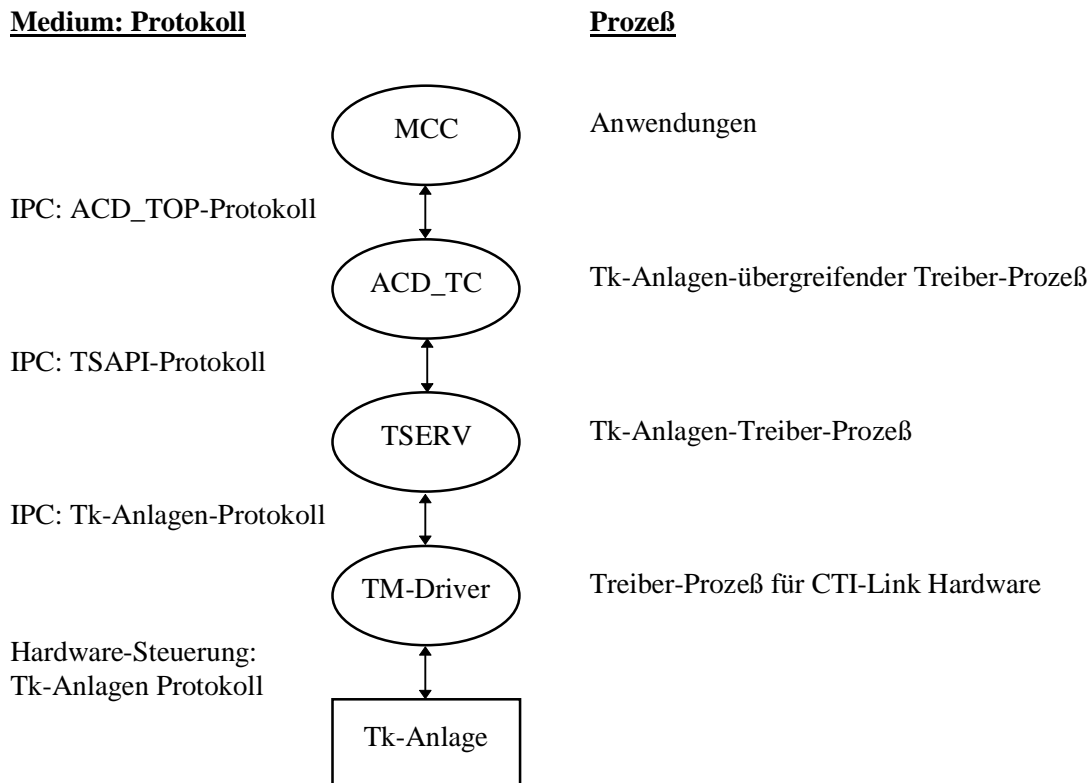 Medium: Protokoll
Prozeß
MCC
Anwendungen
IPC: ACD_TOP-Protokoll
ACD_TC
Tk-Anlagen-übergreifender Treiber-Prozeß
IPC: TSAPI-Protokoll
TSERV
Tk-Anlagen-Treiber-Prozeß
IPC: Tk-Anlagen-Protokoll
TM-Driver
Treiber-Prozeß für CTI-Link Hardware
Hardware-Steuerung:
Tk-Anlagen Protokoll
Tk-Anlage